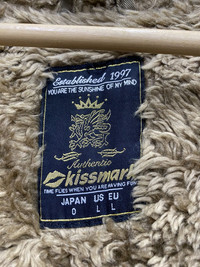 Established 1997
YOU ARE THE SUNSHINE OF MY MIND
Authentic
kissmark
TIME FLIES WHEN YOU ARE HAVING FUN
JAPAN US EU
O L L